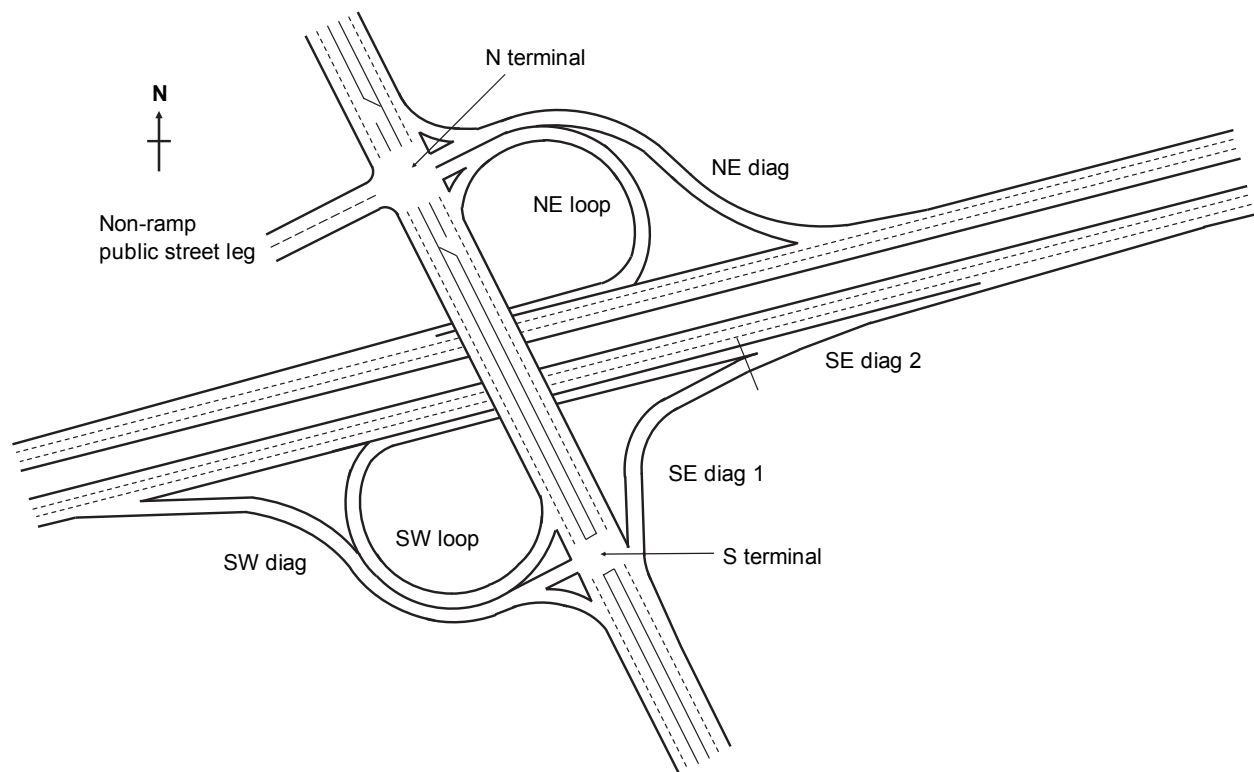 N terminal
N
NE diag
NE loop
Non-ramp
public street leg
SE diag 2
SE diag 1
SW loop
S terminal
SW diag